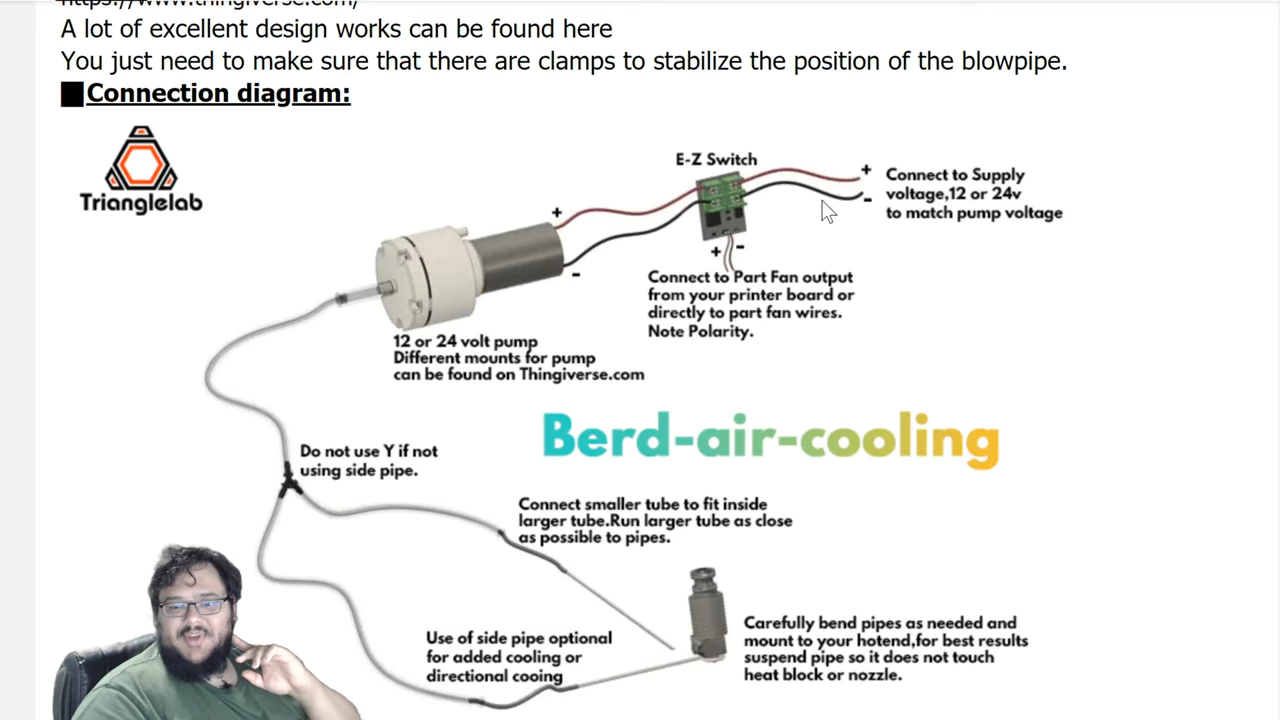 https://www.thingiverse.com/
A lot of excellent design works can be found here
You just need to make sure that there are clamps to stabilize the position of the blowpipe.
Connection diagram:
Trianglelab
E-Z Switch
+
-
Connect to Supply
voltage,12 or 24v
to match pump voltage
+
-
+ -
Connect to Part Fan output
from your printer board or
directly to part fan wires.
Note Polarity.
12 or 24 volt pump
Different mounts for pump
can be found on Thingiverse.com
Berd-air-cooling
Do not use Y if not
using side pipe.
Connect smaller tube to fit inside
larger tube.Run larger tube as close
as possible to pipes.
Use of side pipe optional
for added cooling or
directional cooing
Carefully bend pipes as needed and
mount to your hotend,for best results
suspend pipe so it does not touch
heat block or nozzle.